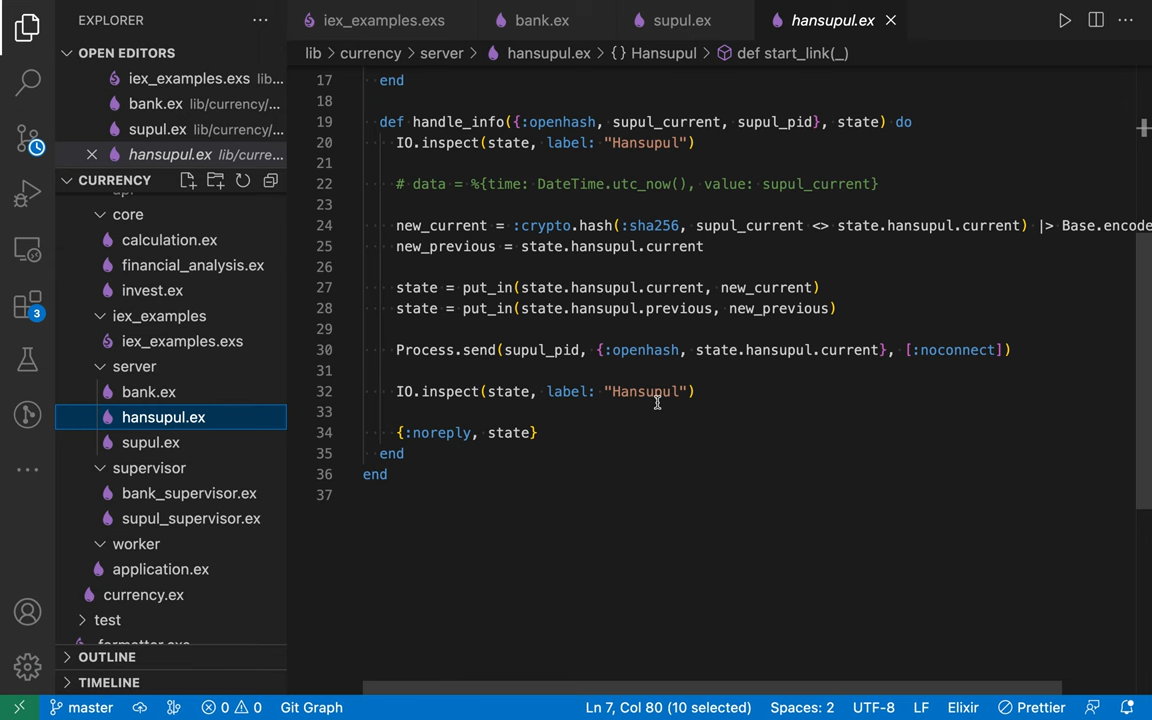 EXPLORER
OPEN EDITORS
iex_examples.exs lib...
bank.ex lib/currency/...
supul.ex lib/currency/...
hansupul.ex lib/curre...
CURRENCY
core
calculation.ex
financial_analysis.ex
invest.ex
iex_examples
iex_examples.exs
server
bank.ex
hansupul.ex
supul.ex
supervisor
bank_supervisor.ex
supul_supervisor.ex
worker
application.ex
currency.ex
test
OUTLINE
TIMELINE
3
iex_examples.exs bank.ex supul.ex hansupul.ex
lib > currency > server > hansupul.ex > {} Hansupul > def start_link(_)
17 end
18
19 def handle_info({:openhash, supul_current, supul_pid}, state) do
20 IO.inspect(state, label: "Hansupul")
21
22 # data = %{time: DateTime.utc_now(), value: supul_current}
23
24 new_current = :crypto.hash(:sha256, supul_current <> state.hansupul.current) |> Base.encode
25 new_previous = state.hansupul.current
26
27 state = put_in(state.hansupul.current, new_current)
28 state = put_in(state.hansupul.previous, new_previous)
29
30 Process.send(supul_pid, {:openhash, state.hansupul.current}, [:noconnect])
31
32 IO.inspect(state, label: "Hansupul")
33
34 {:noreply, state}
35 end
36 end
37
master 0 0 Git Graph Ln 7, Col 80 (10 selected) Spaces: 2 UTF-8 LF Elixir Prettier